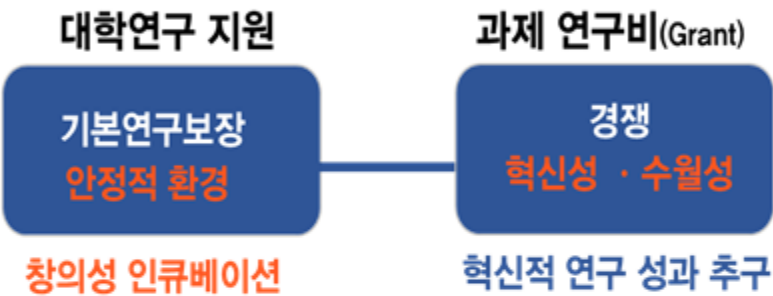 대학연구 지원
기본연구보장
안정적 환경
창의성 인큐베이션
과제 연구비(Grant)
경쟁
혁신성 · 수월성
혁신적 연구 성과 추구